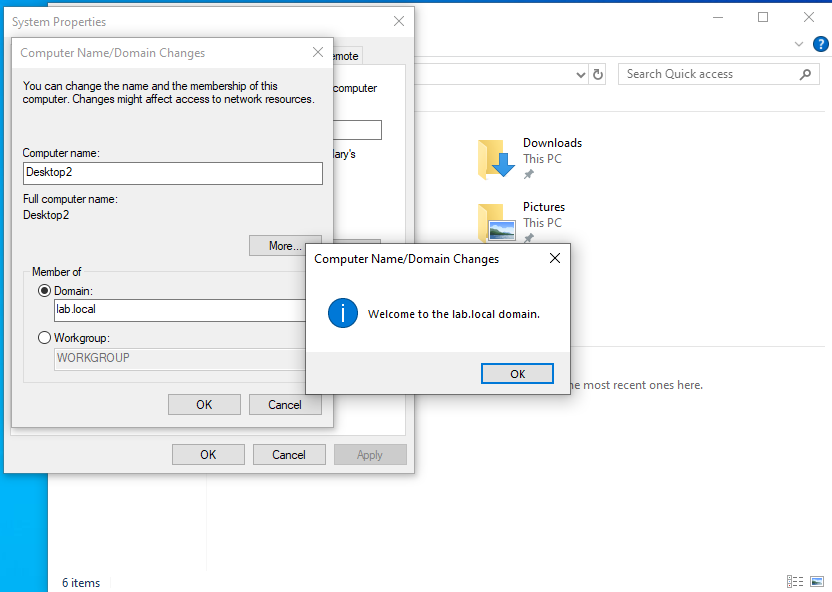 System Properties
Computer Name/Domain Changes
emote
You can change the name and the membership of this
computer. Changes might affect access to network resources.
computer
Computer name:
Desktop2
ary's
Full computer name:
Desktop2
More...
Member of
Domain:
lab.local
Workgroup:
WORKGROUP
OK
Cancel
OK
Cancel
Apply
Computer Name/Domain Changes
Welcome to the lab.local domain.
OK
Search Quick access
Downloads
This PC
Pictures
This PC
e most recent ones here.
6 items